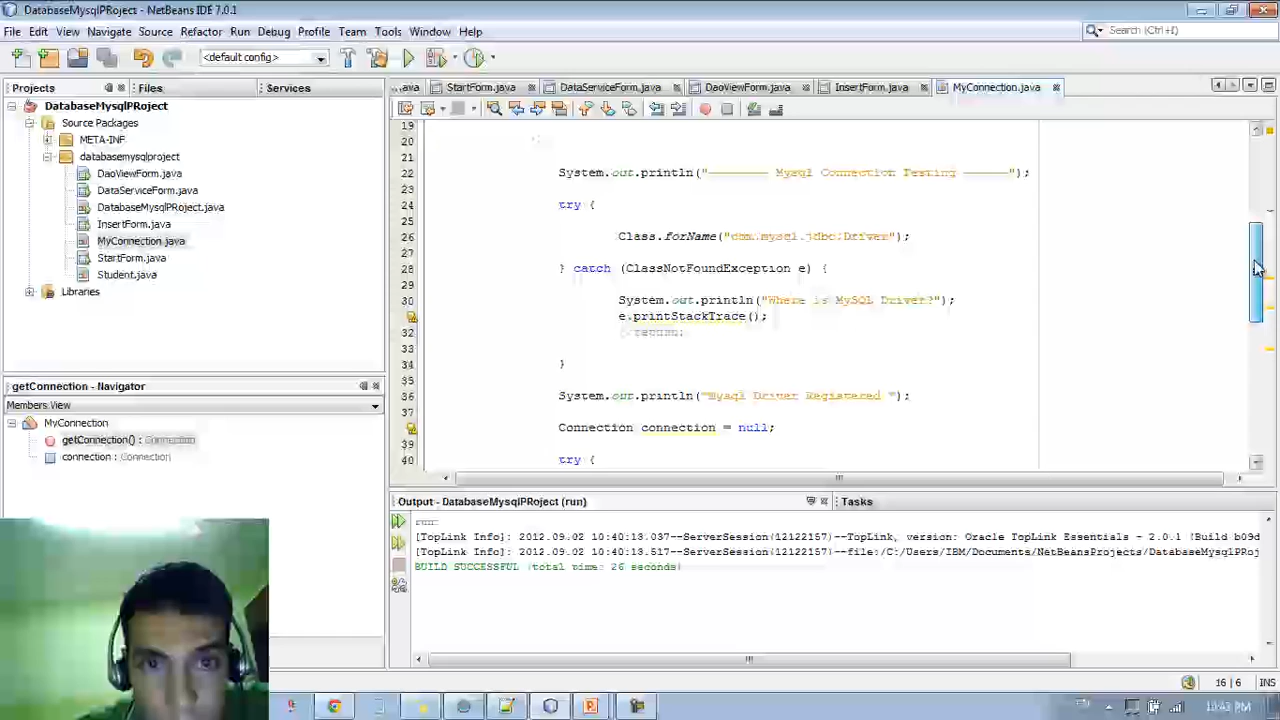 DatabaseMysqlPRoject - NetBeans IDE 7.0.1
File Edit View Navigate Source Refactor Run Debug Profile Team Tools Window Help
Search (Ctrl+I)
<default config>
Projects Files Services
.ava StartForm.java DataServiceForm.java DaoViewForm.java InsertForm.java MyConnection.java
DatabaseMysqlPRoject
Source Packages
META-INF
databasemysqlproject
DaoViewForm.java
DataServiceForm.java
DatabaseMysqlPRoject.java
InsertForm.java
MyConnection.java
StartForm.java
Student.java
Libraries
19
20
21
22 System.out.println("-------- Mysql Connection Testing ------");
23
24 try {
25
26 Class.forName("com.mysql.jdbc.Driver");
27
28 } catch (ClassNotFoundException e) {
29
30 System.out.println("Where is MySQL Driver?");
e.printStackTrace();
return;
33
34 }
35
36 System.out.println("Mysql Driver Registered ");
37
Connection connection = null;
39
40 try {
getConnection - Navigator
Members View
MyConnection
getConnection() : Connection
connection : Connection
Output - DatabaseMysqlPRoject (run) Tasks
run:
[TopLink Info]: 2012.09.02 10:40:13.037--ServerSession(12122157)--TopLink, version: Oracle TopLink Essentials - 2.0.1 (Build b09d
[TopLink Info]: 2012.09.02 10:40:13.517--ServerSession(12122157)--file:/C:/Users/IBM/Documents/NetBeansProjects/DatabaseMysqlPRoj
BUILD SUCCESSFUL (total time: 26 seconds)
16 | 6 INS
10:43 PM